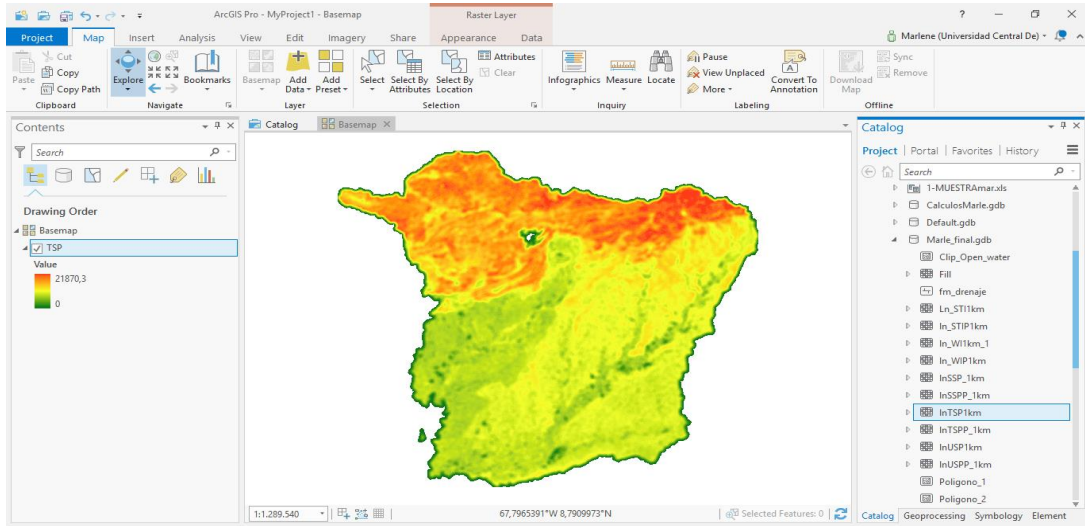 ArcGIS Pro - MyProject1 - Basemap
Raster Layer
?
Project Map Insert Analysis View Edit Imagery Share Appearance Data
Marlene (Universidad Central De)
Paste
Cut
Copy
Copy Path
Clipboard
Explore
Bookmarks
Navigate
Basemap
Add Data
Add Preset
Layer
Select
Select By Attributes
Select By Location
Attributes
Clear
Selection
Infographics
Measure
Locate
Inquiry
Pause
View Unplaced
More
Convert To Annotation
Labeling
Download Map
Sync
Remove
Offline
Contents
Search
Drawing Order
Basemap
TSP
Value
21870,3
0
Catalog
Basemap
1:1.289.540
67,7965391°W 8,7909973°N
Selected Features: 0
Catalog
Project | Portal | Favorites | History
Search
1-MUESTRAmar.xls
CalculosMarle.gdb
Default.gdb
Marle_final.gdb
Clip_Open_water
Fill
fm_drenaje
Ln_STI1km
ln_STIP1km
ln_WI1km_1
ln_WIP1km
lnSSP_1km
lnSSPP_1km
lnTSP1km
lnTSPP_1km
lnUSP1km
lnUSPP_1km
Poligono_1
Poligono_2
Catalog Geoprocessing Symbology Element